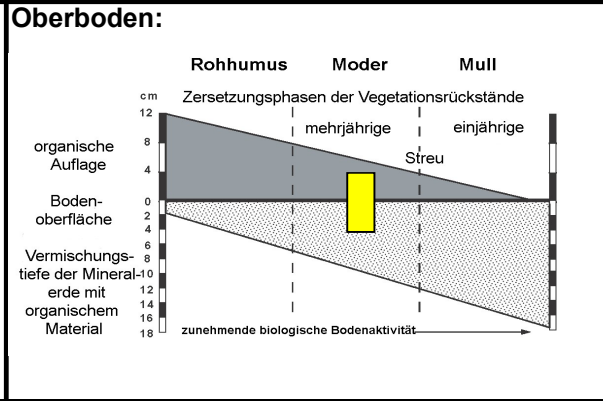 Oberboden:
Rohhumus Moder Mull
cm Zersetzungsphasen der Vegetationsrückstände
12
mehrjährige einjährige
organische
Auflage
8
Streu
4
Boden-
oberfläche
0
2
4
6
8
10
12
14
16
18
Vermischungs-
tiefe der Mineral-
erde mit
organischem
Material
zunehmende biologische Bodenaktivität